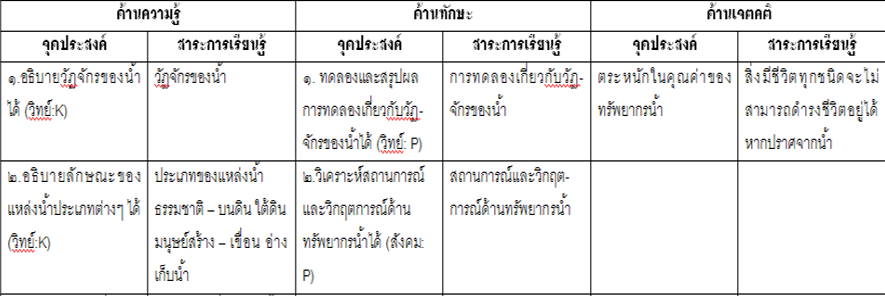 ด้านความรู้ ด้านทักษะ ด้านเจตคติ
จุดประสงค์ สาระการเรียนรู้ จุดประสงค์ สาระการเรียนรู้ จุดประสงค์ สาระการเรียนรู้
๑.อธิบายวัฏจักรของน้ำ
ได้ (วิทย์:K)
วัฏจักรของน้ำ
๑. ทดลองและสรุปผล
การทดลองเกี่ยวกับวัฏ-
จักรของน้ำได้ (วิทย์: P)
การทดลองเกี่ยวกับวัฏ-
จักรของน้ำ
ตระหนักในคุณค่าของ
ทรัพยากรน้ำ
สิ่งมีชีวิตทุกชนิดจะไม่
สามารถดำรงชีวิตอยู่ได้
หากปราศจากน้ำ
๒.อธิบายลักษณะของ
แหล่งน้ำประเภทต่างๆ ได้
(วิทย์:K)
ประเภทของแหล่งน้ำ
ธรรมชาติ – บนดิน ใต้ดิน
มนุษย์สร้าง – เขื่อน อ่าง
เก็บน้ำ
๒.วิเคราะห์สถานการณ์
และวิกฤตการณ์ด้าน
ทรัพยากรน้ำได้ (สังคม:
P)
สถานการณ์และวิกฤต-
การณ์ด้านทรัพยากรน้ำ